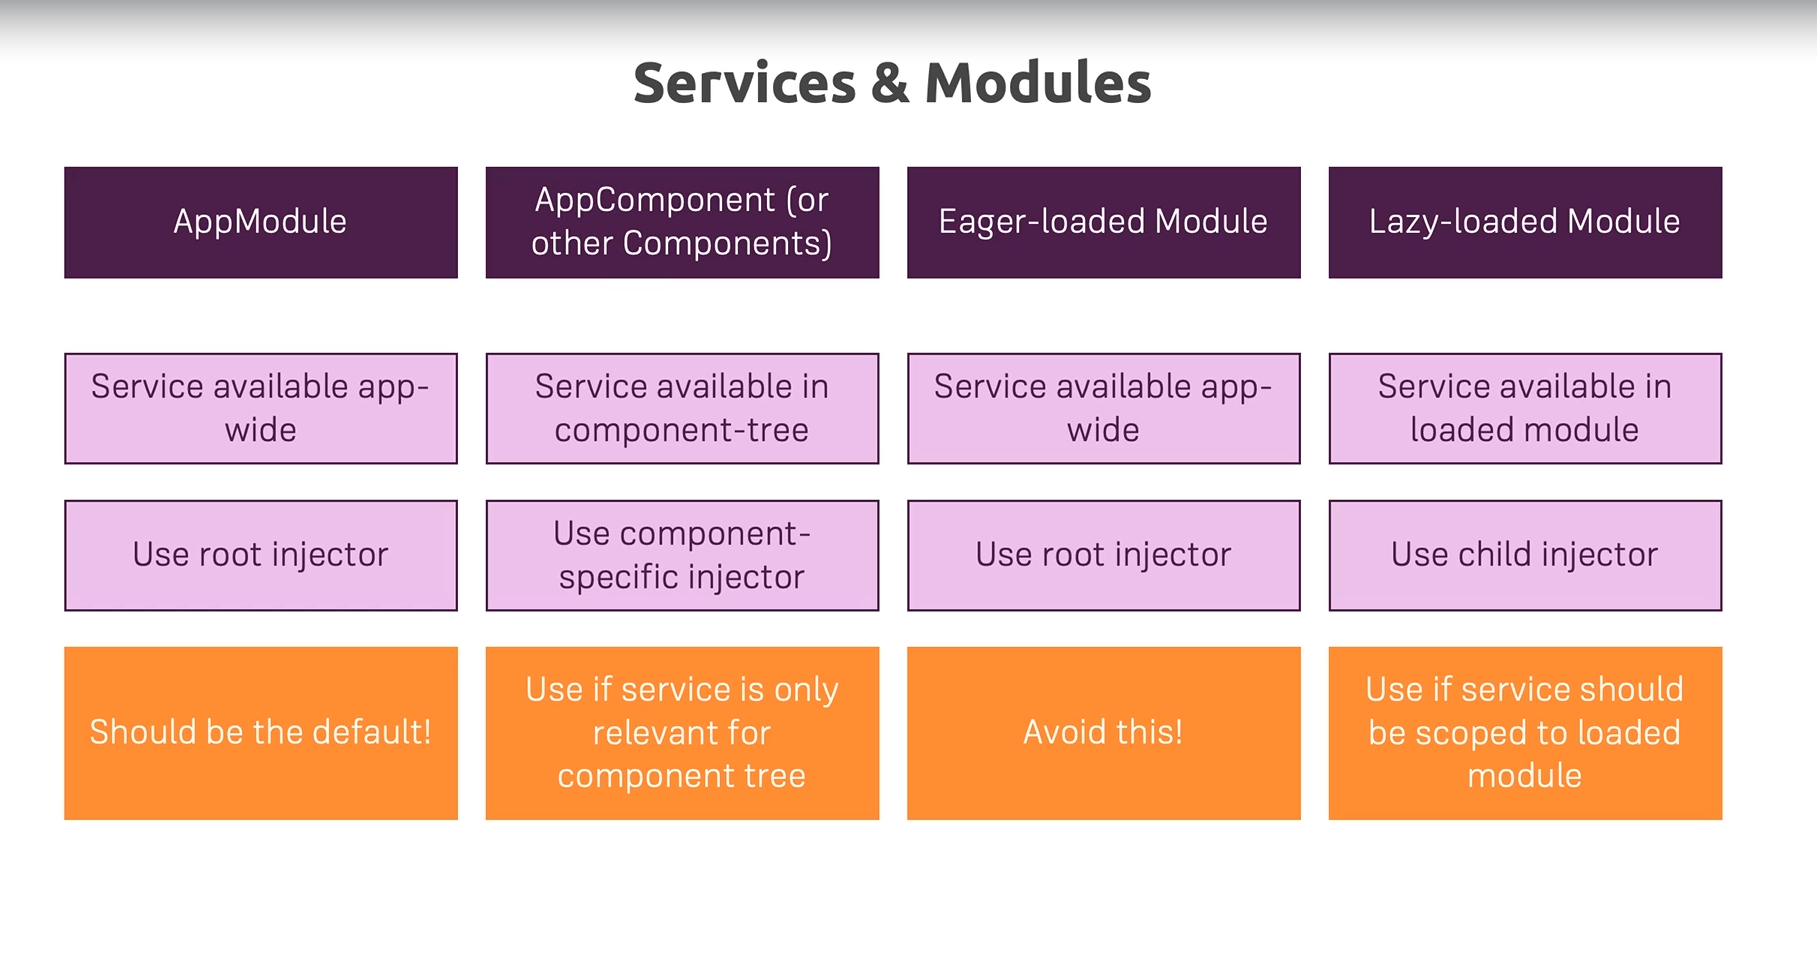 Services & Modules
AppModule
AppComponent (or
other Components)
Eager-loaded Module
Lazy-loaded Module
Service available app-
wide
Service available in
component-tree
Service available app-
wide
Service available in
loaded module
Use root injector
Use component-
specific injector
Use root injector
Use child injector
Should be the default!
Use if service is only
relevant for
component tree
Avoid this!
Use if service should
be scoped to loaded
module